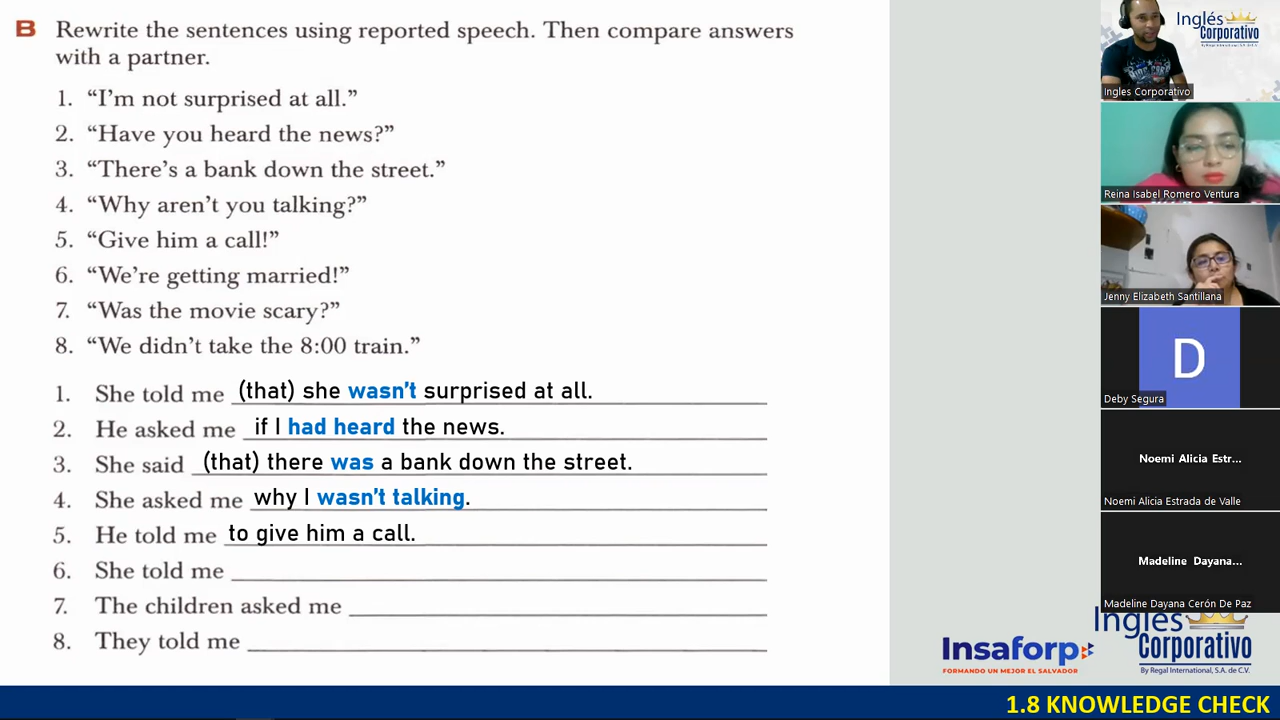 B Rewrite the sentences using reported speech. Then compare answers
with a partner.
1. “I’m not surprised at all.”
2. “Have you heard the news?”
3. “There’s a bank down the street.”
4. “Why aren’t you talking?”
5. “Give him a call!”
6. “We’re getting married!”
7. “Was the movie scary?”
8. “We didn’t take the 8:00 train.”
1. She told me (that) she wasn’t surprised at all.
2. He asked me if I had heard the news.
3. She said (that) there was a bank down the street.
4. She asked me why I wasn’t talking.
5. He told me to give him a call.
6. She told me
7. The children asked me
8. They told me
Inglés
Corporativo
By Regal International, S.A. de C.V.
Ingles Corporativo
Reina Isabel Romero Ventura
Jenny Elizabeth Santillana
D
Deby Segura
Noemi Alicia Estr...
Noemi Alicia Estrada de Valle
Madeline Dayana...
Madeline Dayana Cerón De Paz
Insaforp
FORMANDO UN MEJOR EL SALVADOR
Inglés
Corporativo
By Regal International, S.A. de C.V.
1.8 KNOWLEDGE CHECK